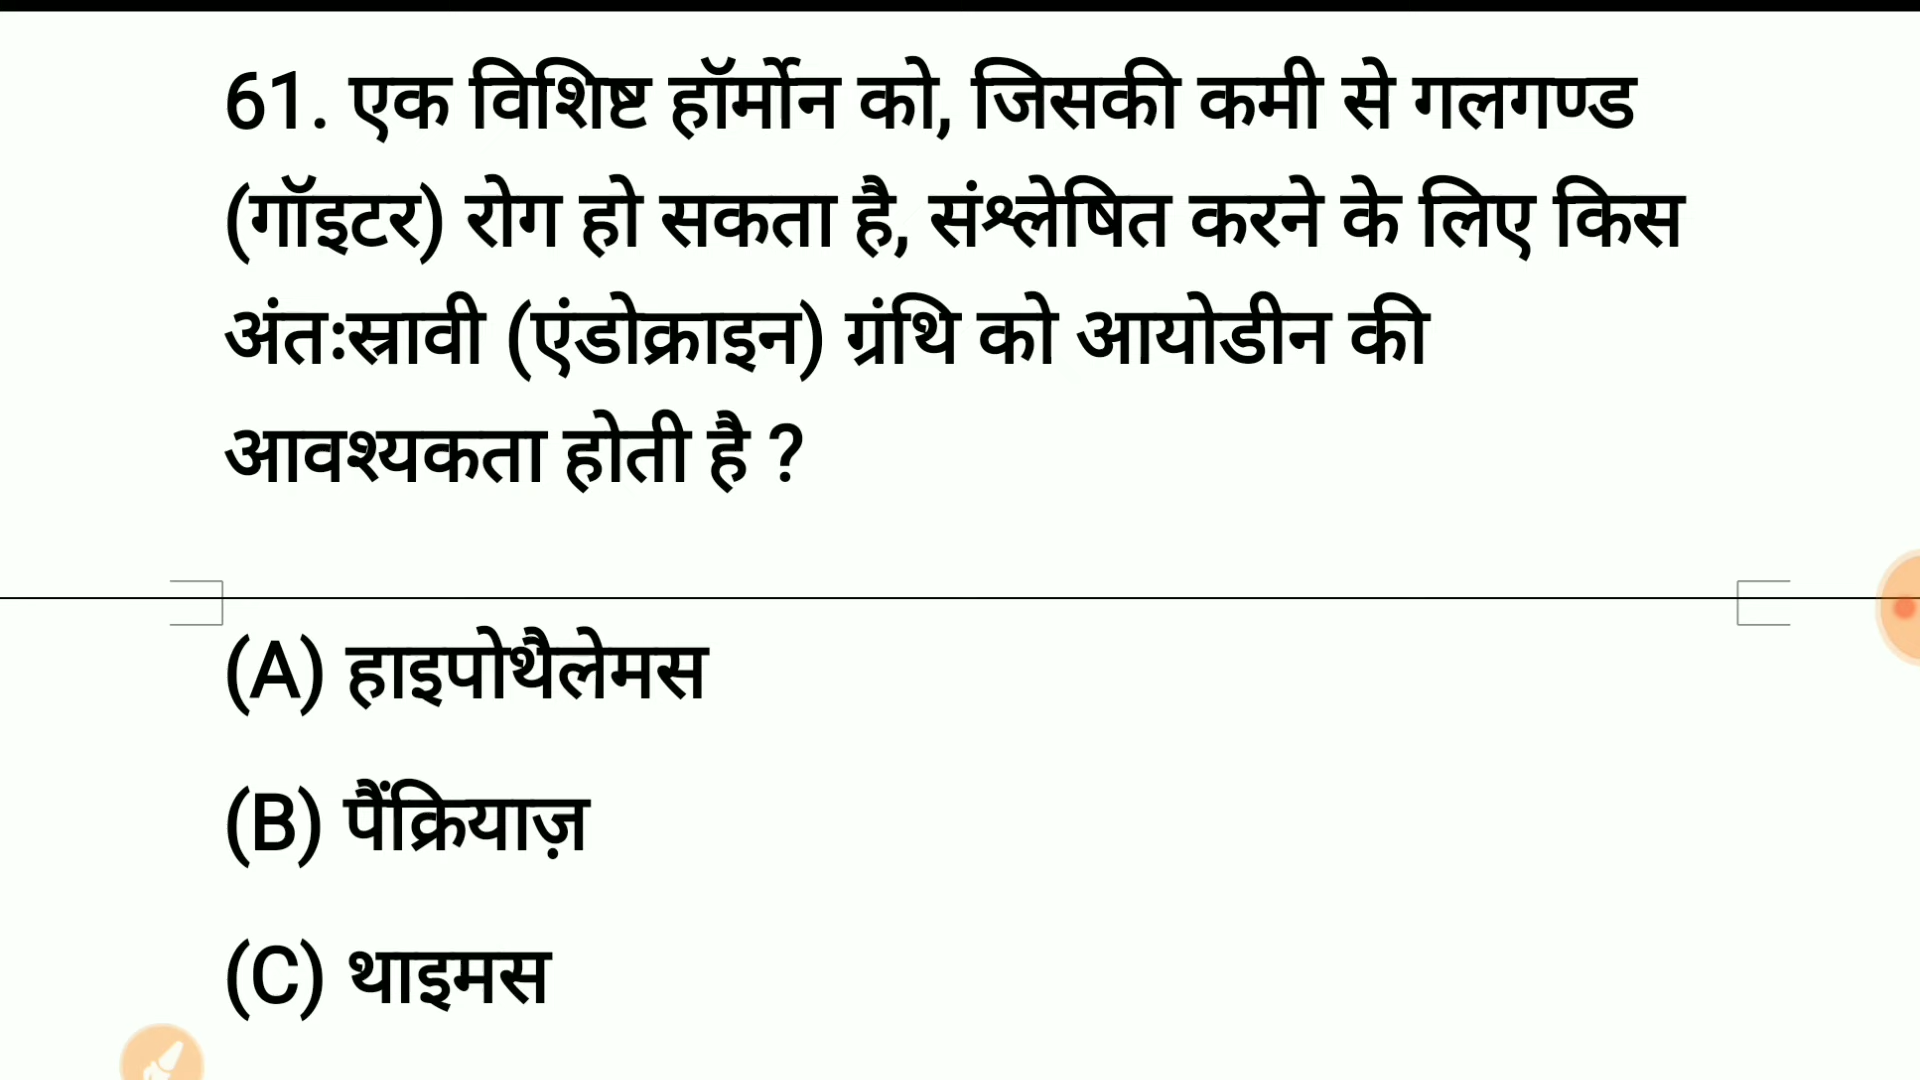 61. एक विशिष्ट हॉर्मोन को, जिसकी कमी से गलगण्ड
(गॉइटर) रोग हो सकता है, संश्लेषित करने के लिए किस
अंतःस्रावी (एंडोक्राइन) ग्रंथि को आयोडीन की
आवश्यकता होती है ?
(A) हाइपोथैलेमस
(B) पैंक्रियाज़
(C) थाइमस